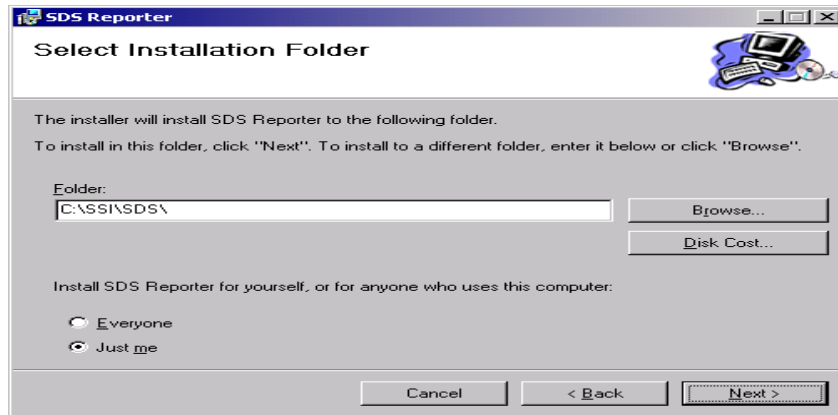 SDS Reporter
Select Installation Folder
The installer will install SDS Reporter to the following folder.
To install in this folder, click "Next". To install to a different folder, enter it below or click "Browse".
Folder:
C:\SSI\SDS\
Browse...
Disk Cost...
Install SDS Reporter for yourself, or for anyone who uses this computer:
Everyone
Just me
Cancel
< Back
Next >